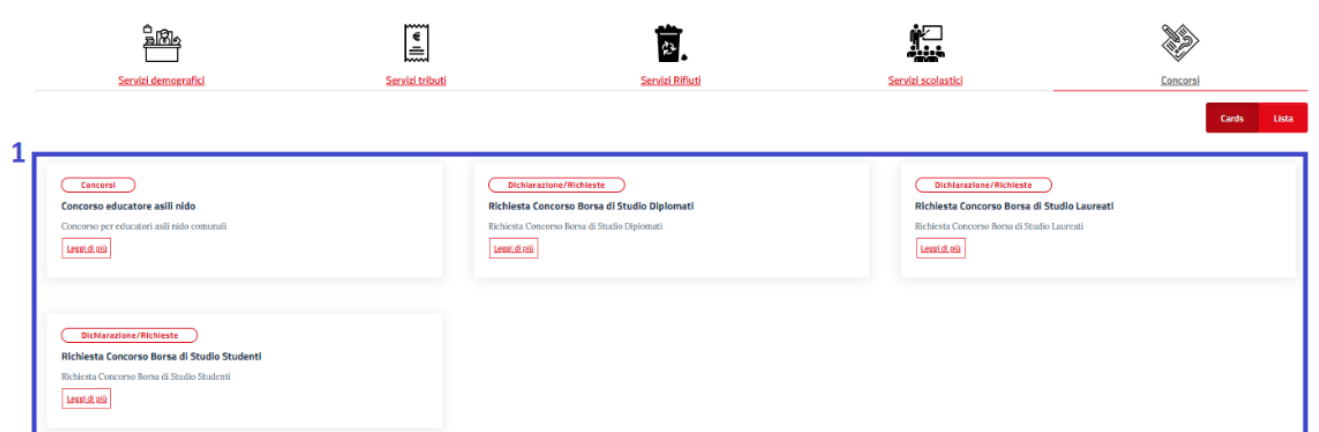 €
Servizi demografici
Servizi tributi
Servizi Rifiuti
Servizi scolastici
Concorsi
Cards
Lista
1
Concorsi
Concorso educatore asili nido
Concorso per educatori asili nido comunali
Leggi di più
Dichiarazione/Richieste
Richiesta Concorso Borsa di Studio Diplomati
Richiesta Concorso Borsa di Studio Diplomati
Leggi di più
Dichiarazione/Richieste
Richiesta Concorso Borsa di Studio Laureati
Richiesta Concorso Borsa di Studio Laureati
Leggi di più
Dichiarazione/Richieste
Richiesta Concorso Borsa di Studio Studenti
Richiesta Concorso Borsa di Studio Studenti
Leggi di più